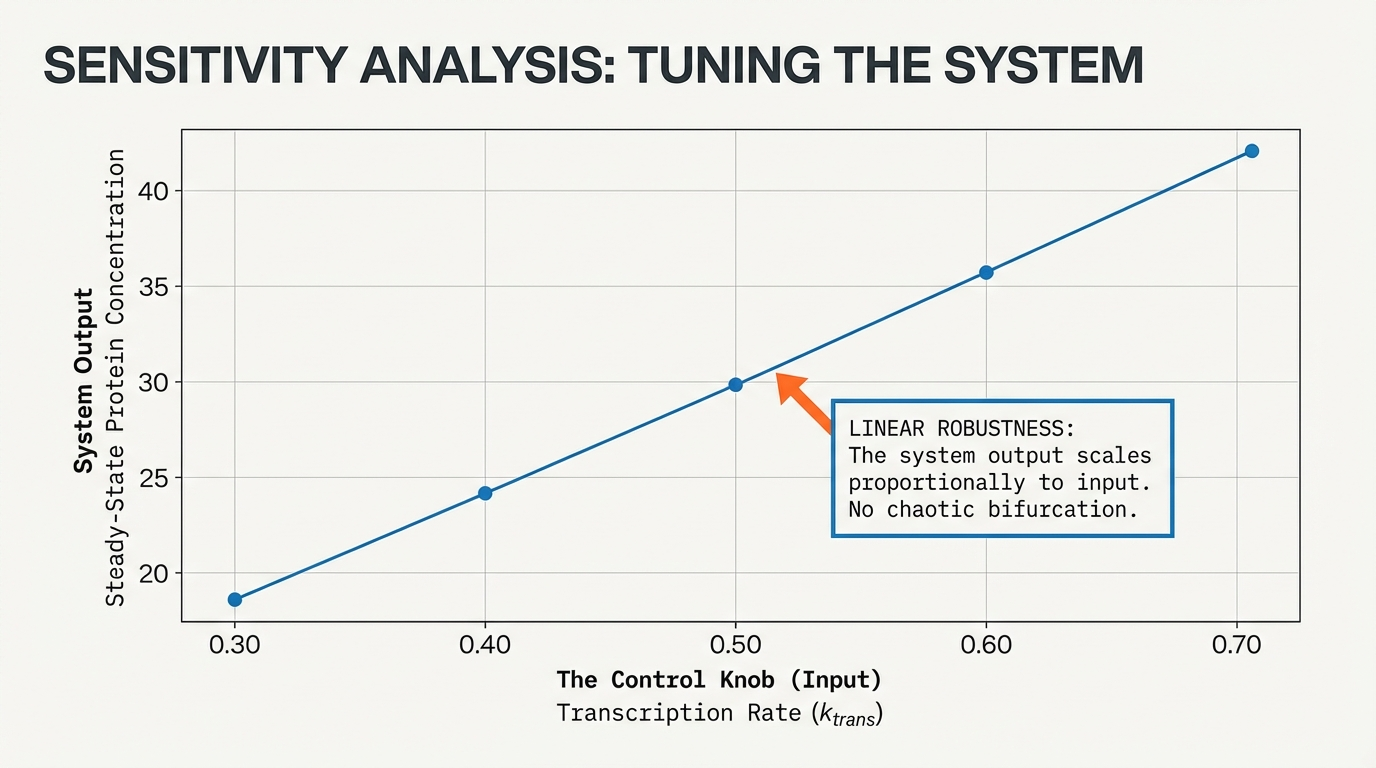 SENSITIVITY ANALYSIS: TUNING THE SYSTEM
System Output
Steady-State Protein Concentration
40
35
30
25
20
LINEAR ROBUSTNESS:
The system output scales
proportionally to input.
No chaotic bifurcation.
0.30
0.40
0.50
0.60
0.70
The Control Knob (Input)
Transcription Rate (k_trans)